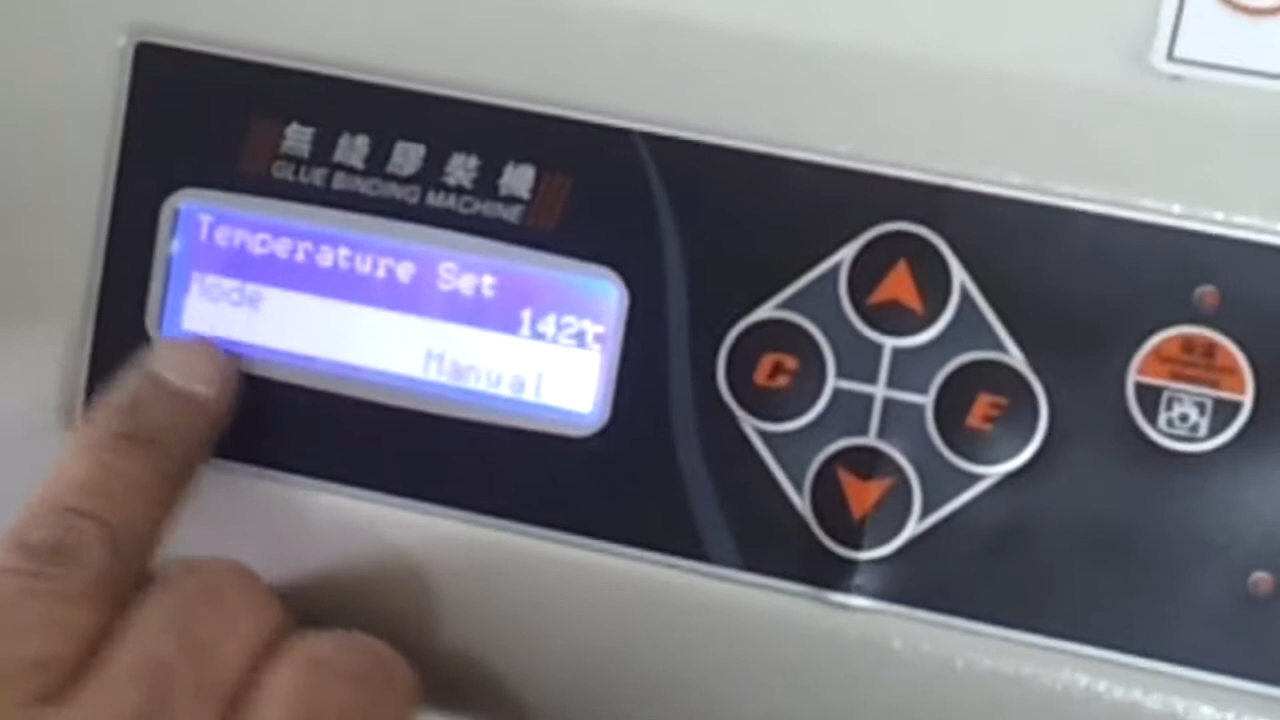 無線膠裝機
GLUE BINDING MACHINE
Temperature Set
142℃
Mode
Manual
C
E